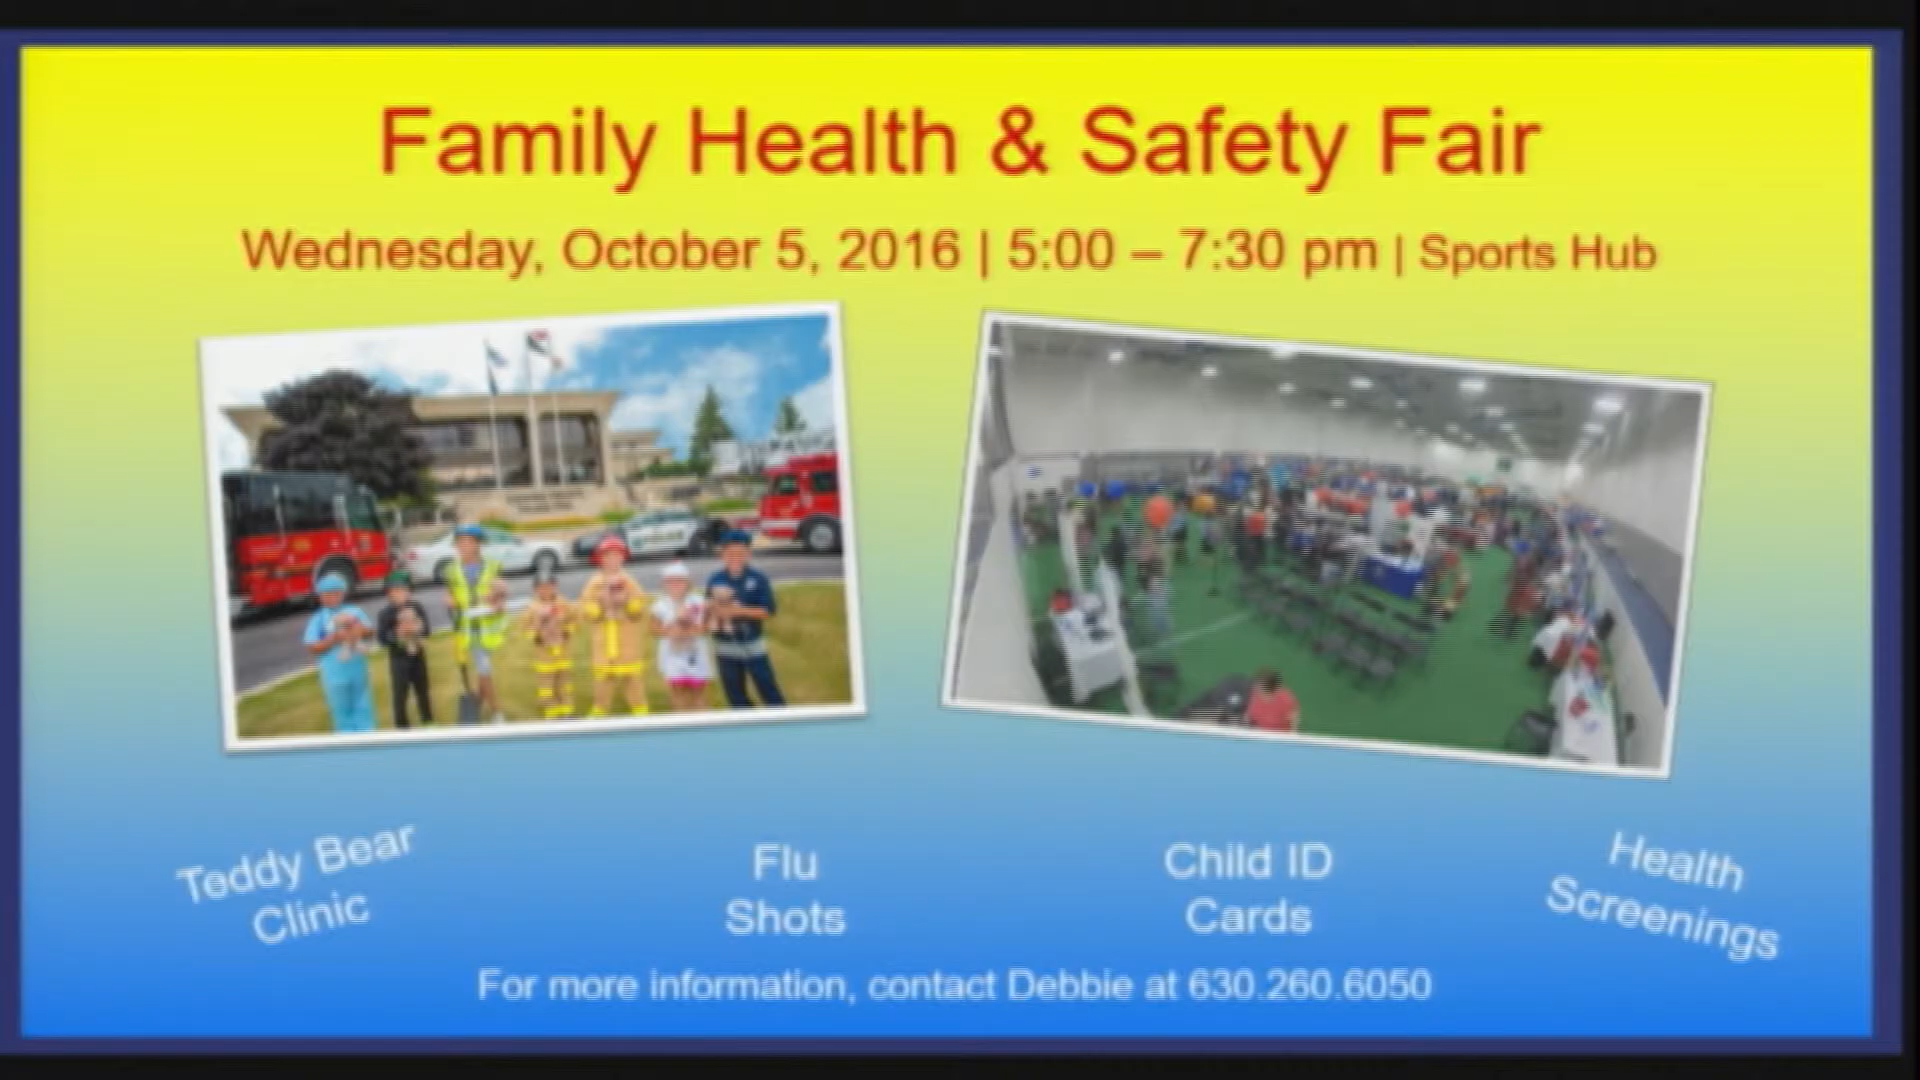 Family Health & Safety Fair
Wednesday, October 5, 2016 | 5:00 – 7:30 pm | Sports Hub
Teddy Bear
Clinic
Flu
Shots
Child ID
Cards
Health
Screenings
For more information, contact Debbie at 630.260.6050